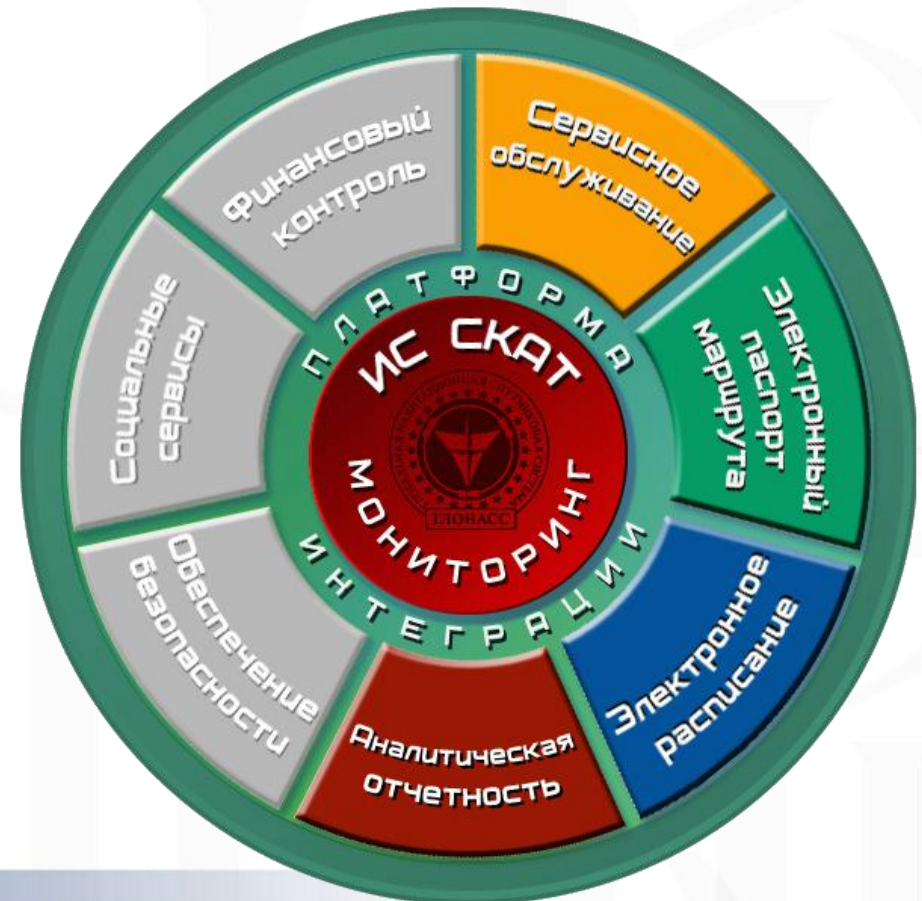 Сервисное
обслуживание
Электронный
паспорт
маршрута
Электронное
расписание
Аналитическая
отчетность
Обеспечение
безопасности
Социальные
сервисы
Финансовый
контроль
ПЛАТФОРМА
ИНТЕГРАЦИИ
ИС СКАТ
МОНИТОРИНГ
ГЛОНАСС